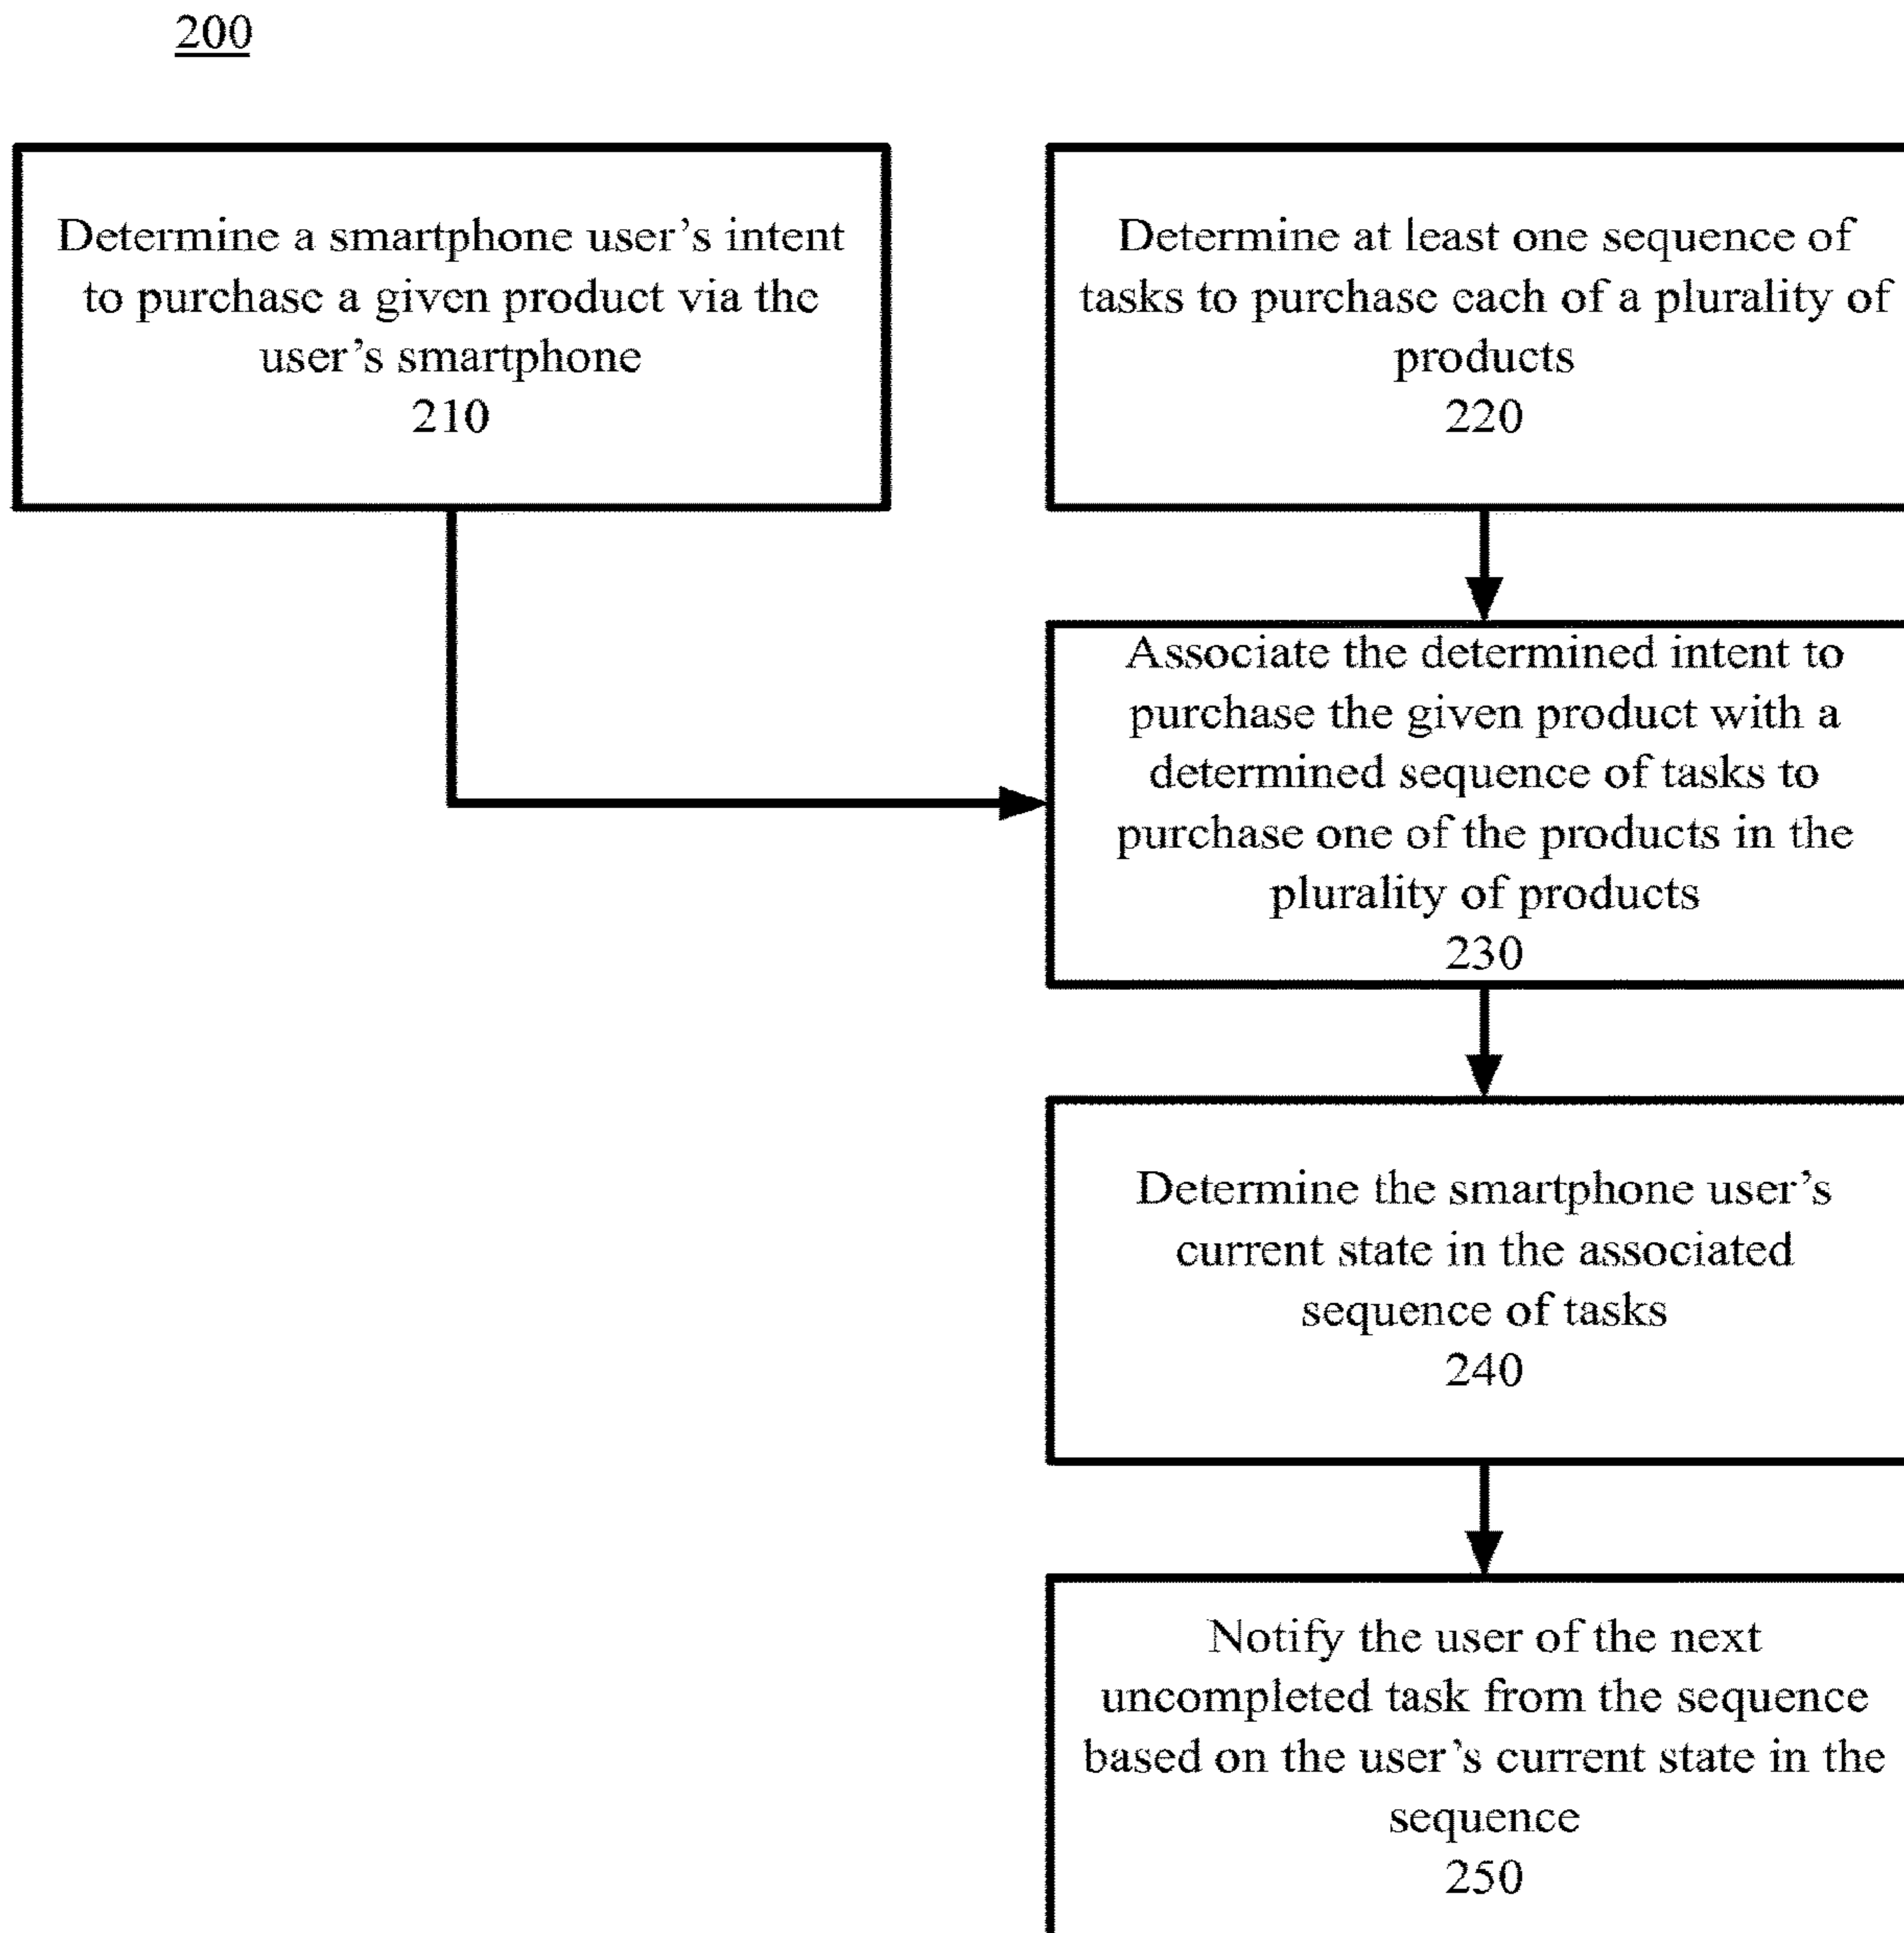 200
Determine a smartphone user’s intent
to purchase a given product via the
user’s smartphone
210
Determine at least one sequence of
tasks to purchase each of a plurality of
products
220
Associate the determined intent to
purchase the given product with a
determined sequence of tasks to
purchase one of the products in the
plurality of products
230
Determine the smartphone user’s
current state in the associated
sequence of tasks
240
Notify the user of the next
uncompleted task from the sequence
based on the user’s current state in the
sequence
250